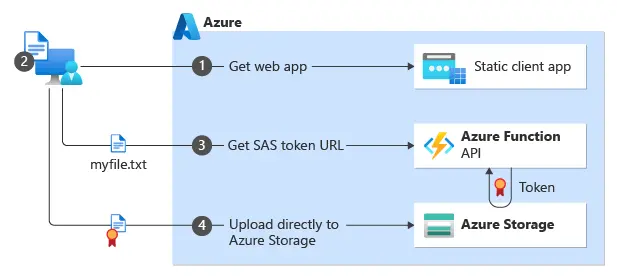 Azure
2
1 Get web app
Static client app
myfile.txt
3 Get SAS token URL
Azure Function
API
Token
4 Upload directly to
Azure Storage
Azure Storage